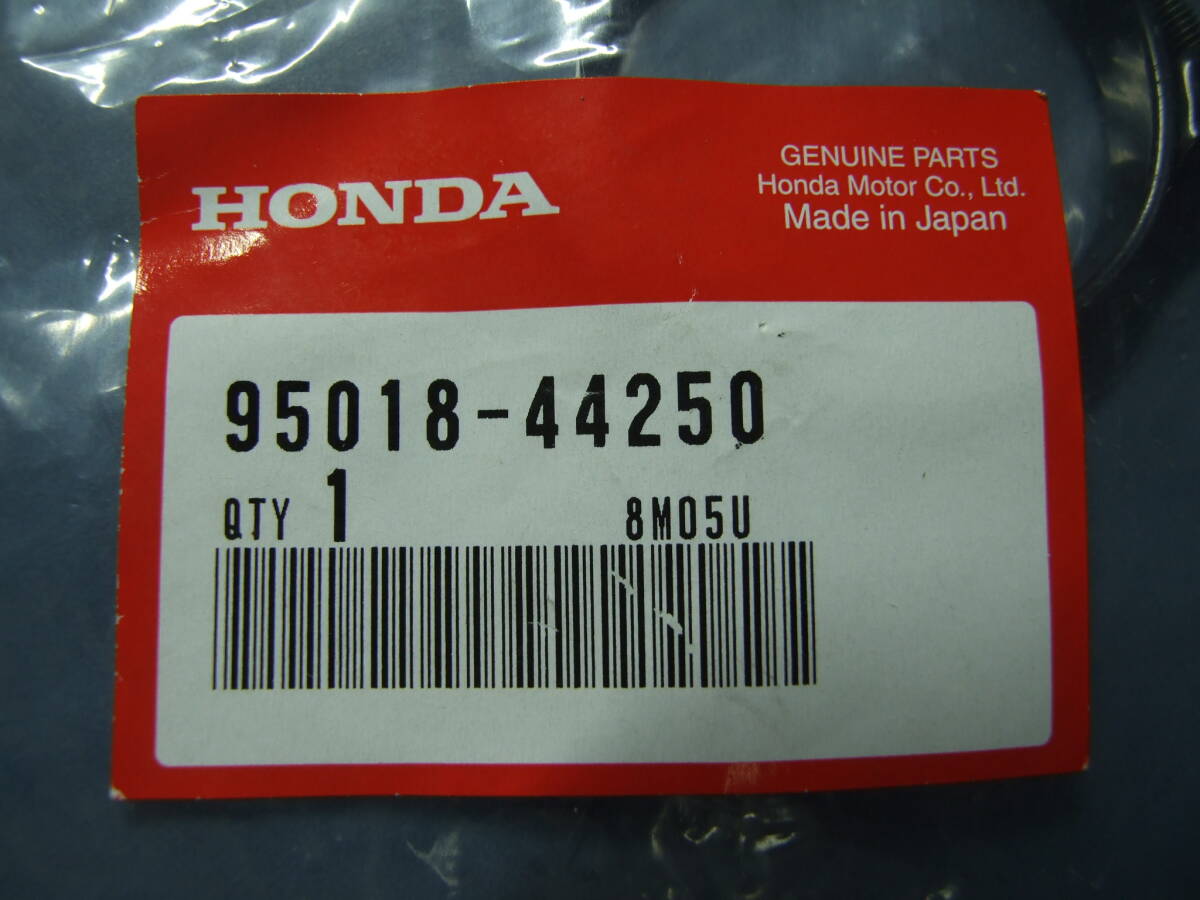 HONDA
GENUINE PARTS
Honda Motor Co., Ltd.
Made in Japan
95018-44250
QTY 1 8M05U